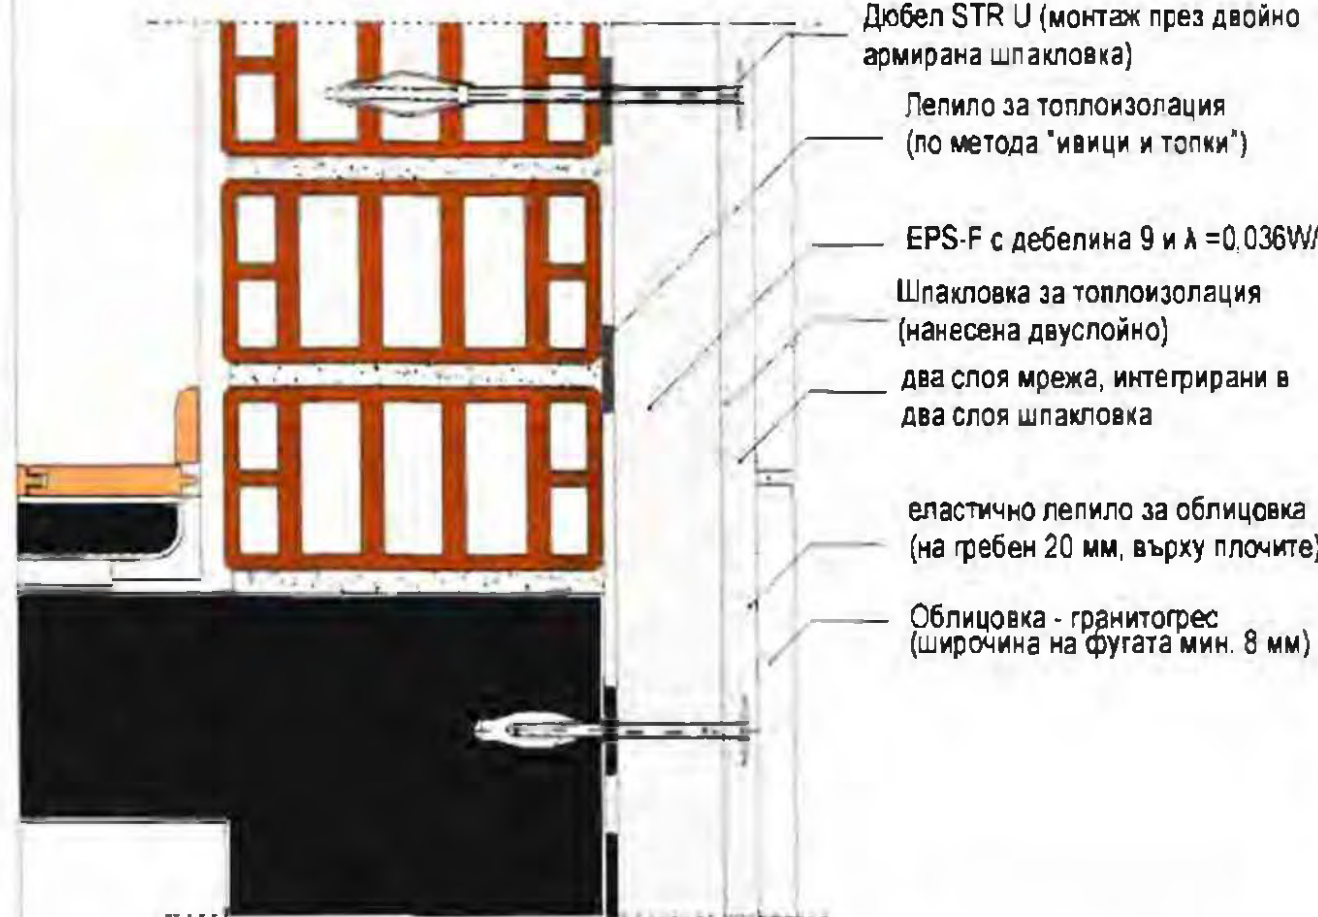 Дюбел STR U (монтаж през двойно
армирана шпакловка)
Лепило за топлоизолация
(по метода "ивици и топки")
EPS-F с дебелина 9 и λ =0,036W/
Шпакловка за топлоизолация
(нанесена двуслойно)
два слоя мрежа, интегрирани в
два слоя шпакловка
еластично лепило за облицовка
(на гребен 20 мм, върху плочите)
Облицовка - гранитогрес
(широчина на фугата мин. 8 мм)